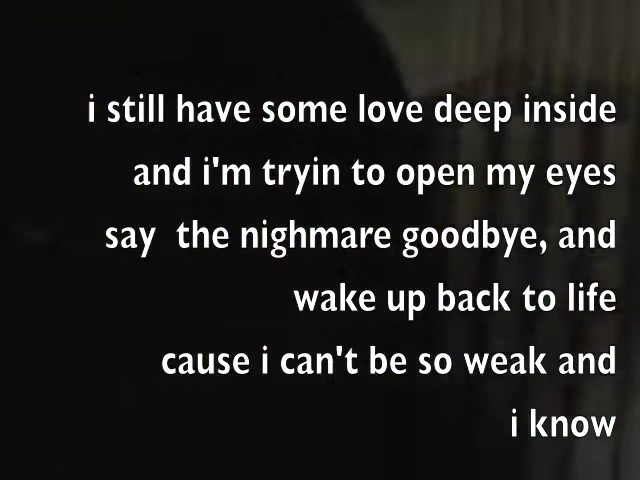 i still have some love deep inside
and i'm tryin to open my eyes
say  the nighmare goodbye, and
wake up back to life
cause i can't be so weak and
i know